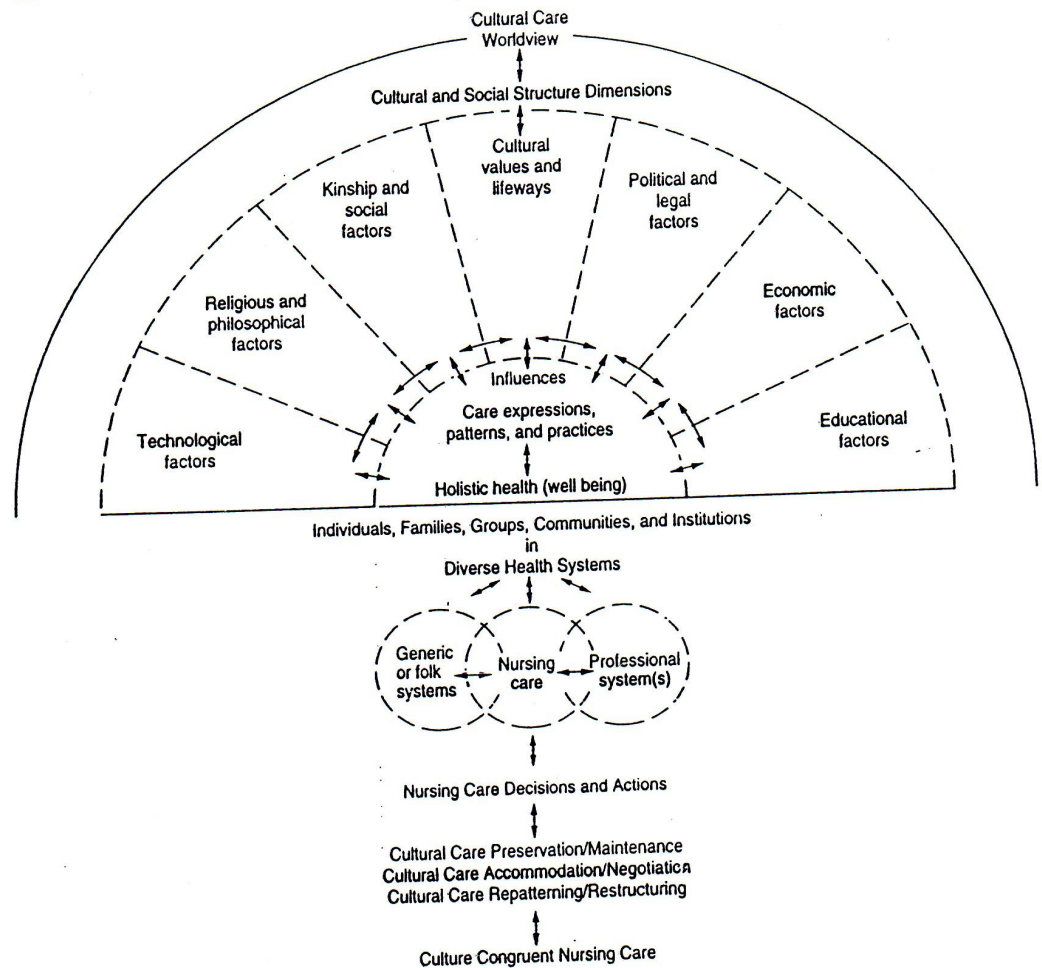 Cultural Care
Worldview
Cultural and Social Structure Dimensions
Cultural
values and
lifeways
Kinship and
social
factors
Political and
legal
factors
Religious and
philosophical
factors
Economic
factors
Technological
factors
Educational
factors
Influences
Care expressions,
patterns, and practices
Holistic health (well being)
Individuals, Families, Groups, Communities, and Institutions
in
Diverse Health Systems
Generic
or folk
systems
Nursing
care
Professional
system(s)
Nursing Care Decisions and Actions
Cultural Care Preservation/Maintenance
Cultural Care Accommodation/Negotiation
Cultural Care Repatterning/Restructuring
Culture Congruent Nursing Care